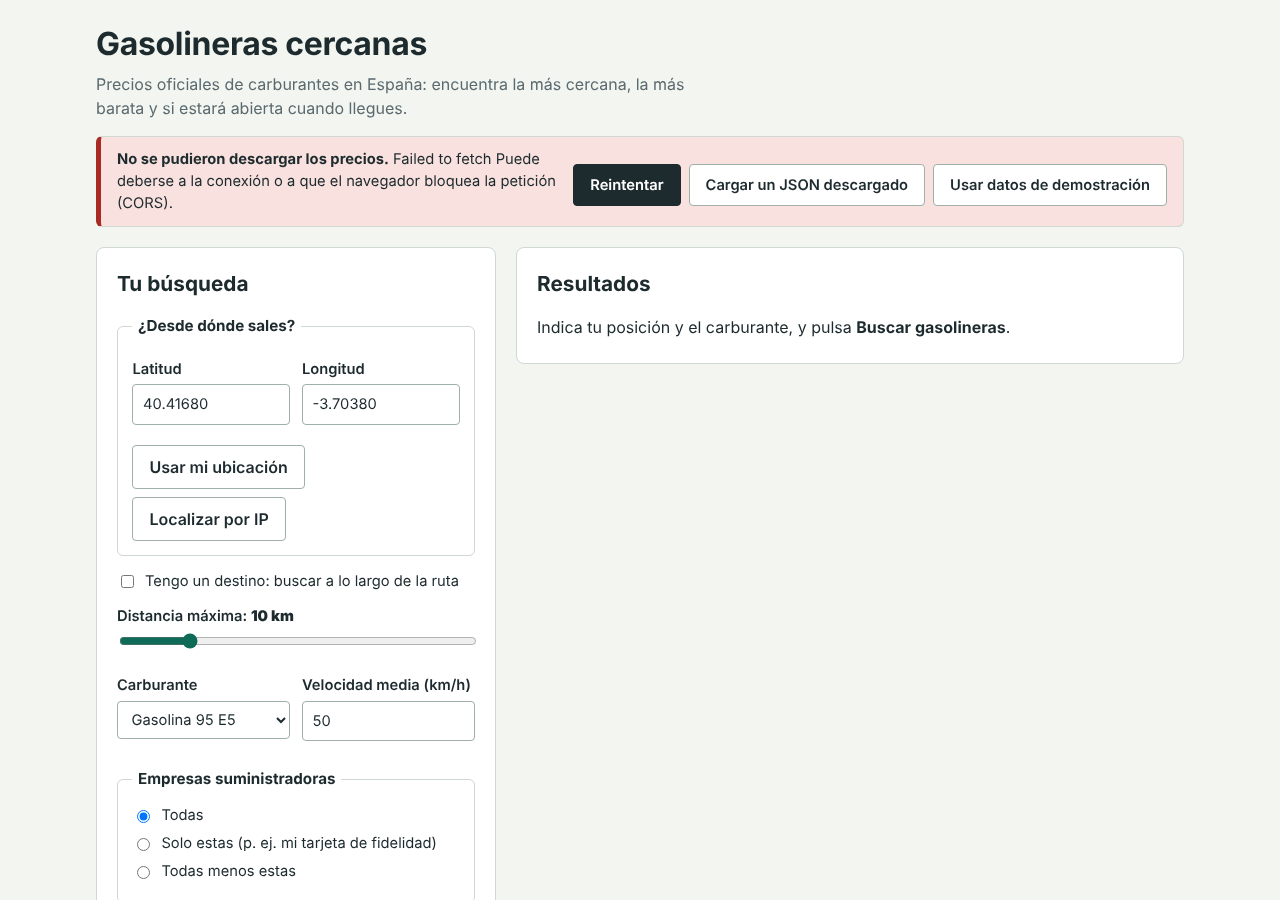 Gasolineras cercanas
Precios oficiales de carburantes en España: encuentra la más cercana, la más
barata y si estará abierta cuando llegues.
No se pudieron descargar los precios. Failed to fetch Puede
deberse a la conexión o a que el navegador bloquea la petición
(CORS).
Reintentar
Cargar un JSON descargado
Usar datos de demostración
Tu búsqueda
¿Desde dónde sales?
Latitud
Longitud
40.41680
-3.70380
Usar mi ubicación
Localizar por IP
Tengo un destino: buscar a lo largo de la ruta
Distancia máxima: 10 km
Carburante
Velocidad media (km/h)
Gasolina 95 E5
50
Empresas suministradoras
Todas
Solo estas (p. ej. mi tarjeta de fidelidad)
Todas menos estas
Resultados
Indica tu posición y el carburante, y pulsa Buscar gasolineras.